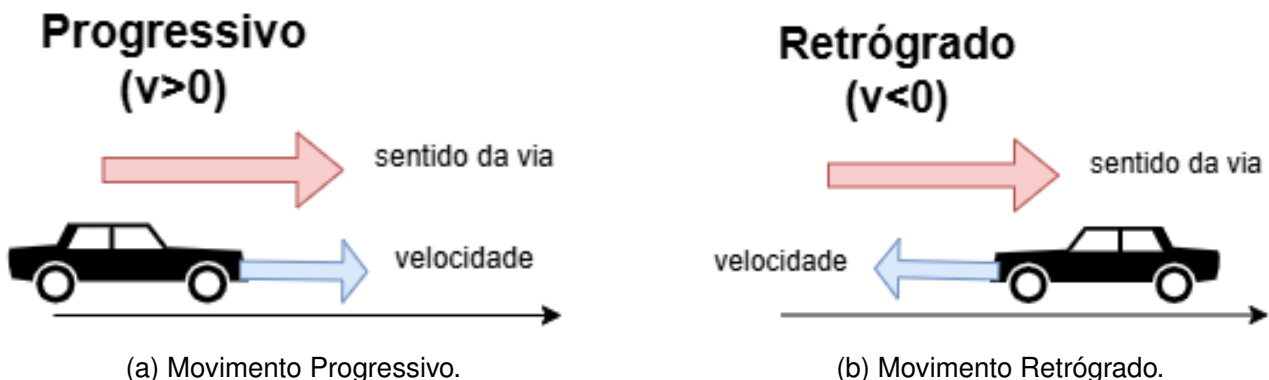 Progressivo
(v>0)
sentido da via
velocidade
(a) Movimento Progressivo.
Retrógrado
(v<0)
sentido da via
velocidade
(b) Movimento Retrógrado.